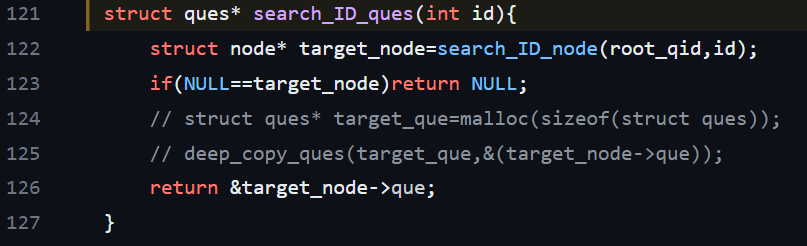 121 struct ques* search_ID_ques(int id){
122 struct node* target_node=search_ID_node(root_qid,id);
123 if(NULL==target_node)return NULL;
124 // struct ques* target_que=malloc(sizeof(struct ques));
125 // deep_copy_ques(target_que,&(target_node->que));
126 return &target_node->que;
127 }